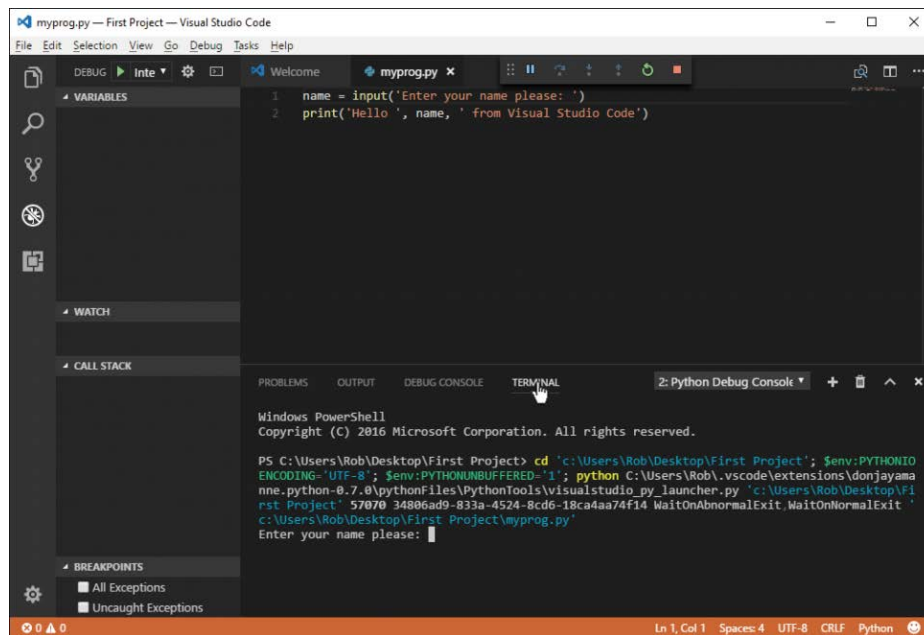 myprog.py — First Project — Visual Studio Code
File Edit Selection View Go Debug Tasks Help
DEBUG Inte
Welcome
myprog.py
VARIABLES
1 name = input('Enter your name please: ')
2 print('Hello ', name, ' from Visual Studio Code')
WATCH
CALL STACK
PROBLEMS OUTPUT DEBUG CONSOLE TERMINAL 2: Python Debug Console
Windows PowerShell
Copyright (C) 2016 Microsoft Corporation. All rights reserved.
PS C:\Users\Rob\Desktop\First Project> cd 'c:\Users\Rob\Desktop\First Project'; $env:PYTHONIO
ENCODING='UTF-8'; $env:PYTHONUNBUFFERED='1'; python C:\Users\Rob\.vscode\extensions\donjayama
nne.python-0.7.0\pythonFiles\PythonTools\visualstudio_py_launcher.py 'c:\Users\Rob\Desktop\Fi
rst Project' 57070 34806ad9-833a-4524-8cd6-18ca4aa74f14 WaitOnAbnormalExit,WaitOnNormalExit '
c:\Users\Rob\Desktop\First Project\myprog.py'
Enter your name please:
BREAKPOINTS
All Exceptions
Uncaught Exceptions
0 0 Ln 1, Col 1 Spaces: 4 UTF-8 CRLF Python